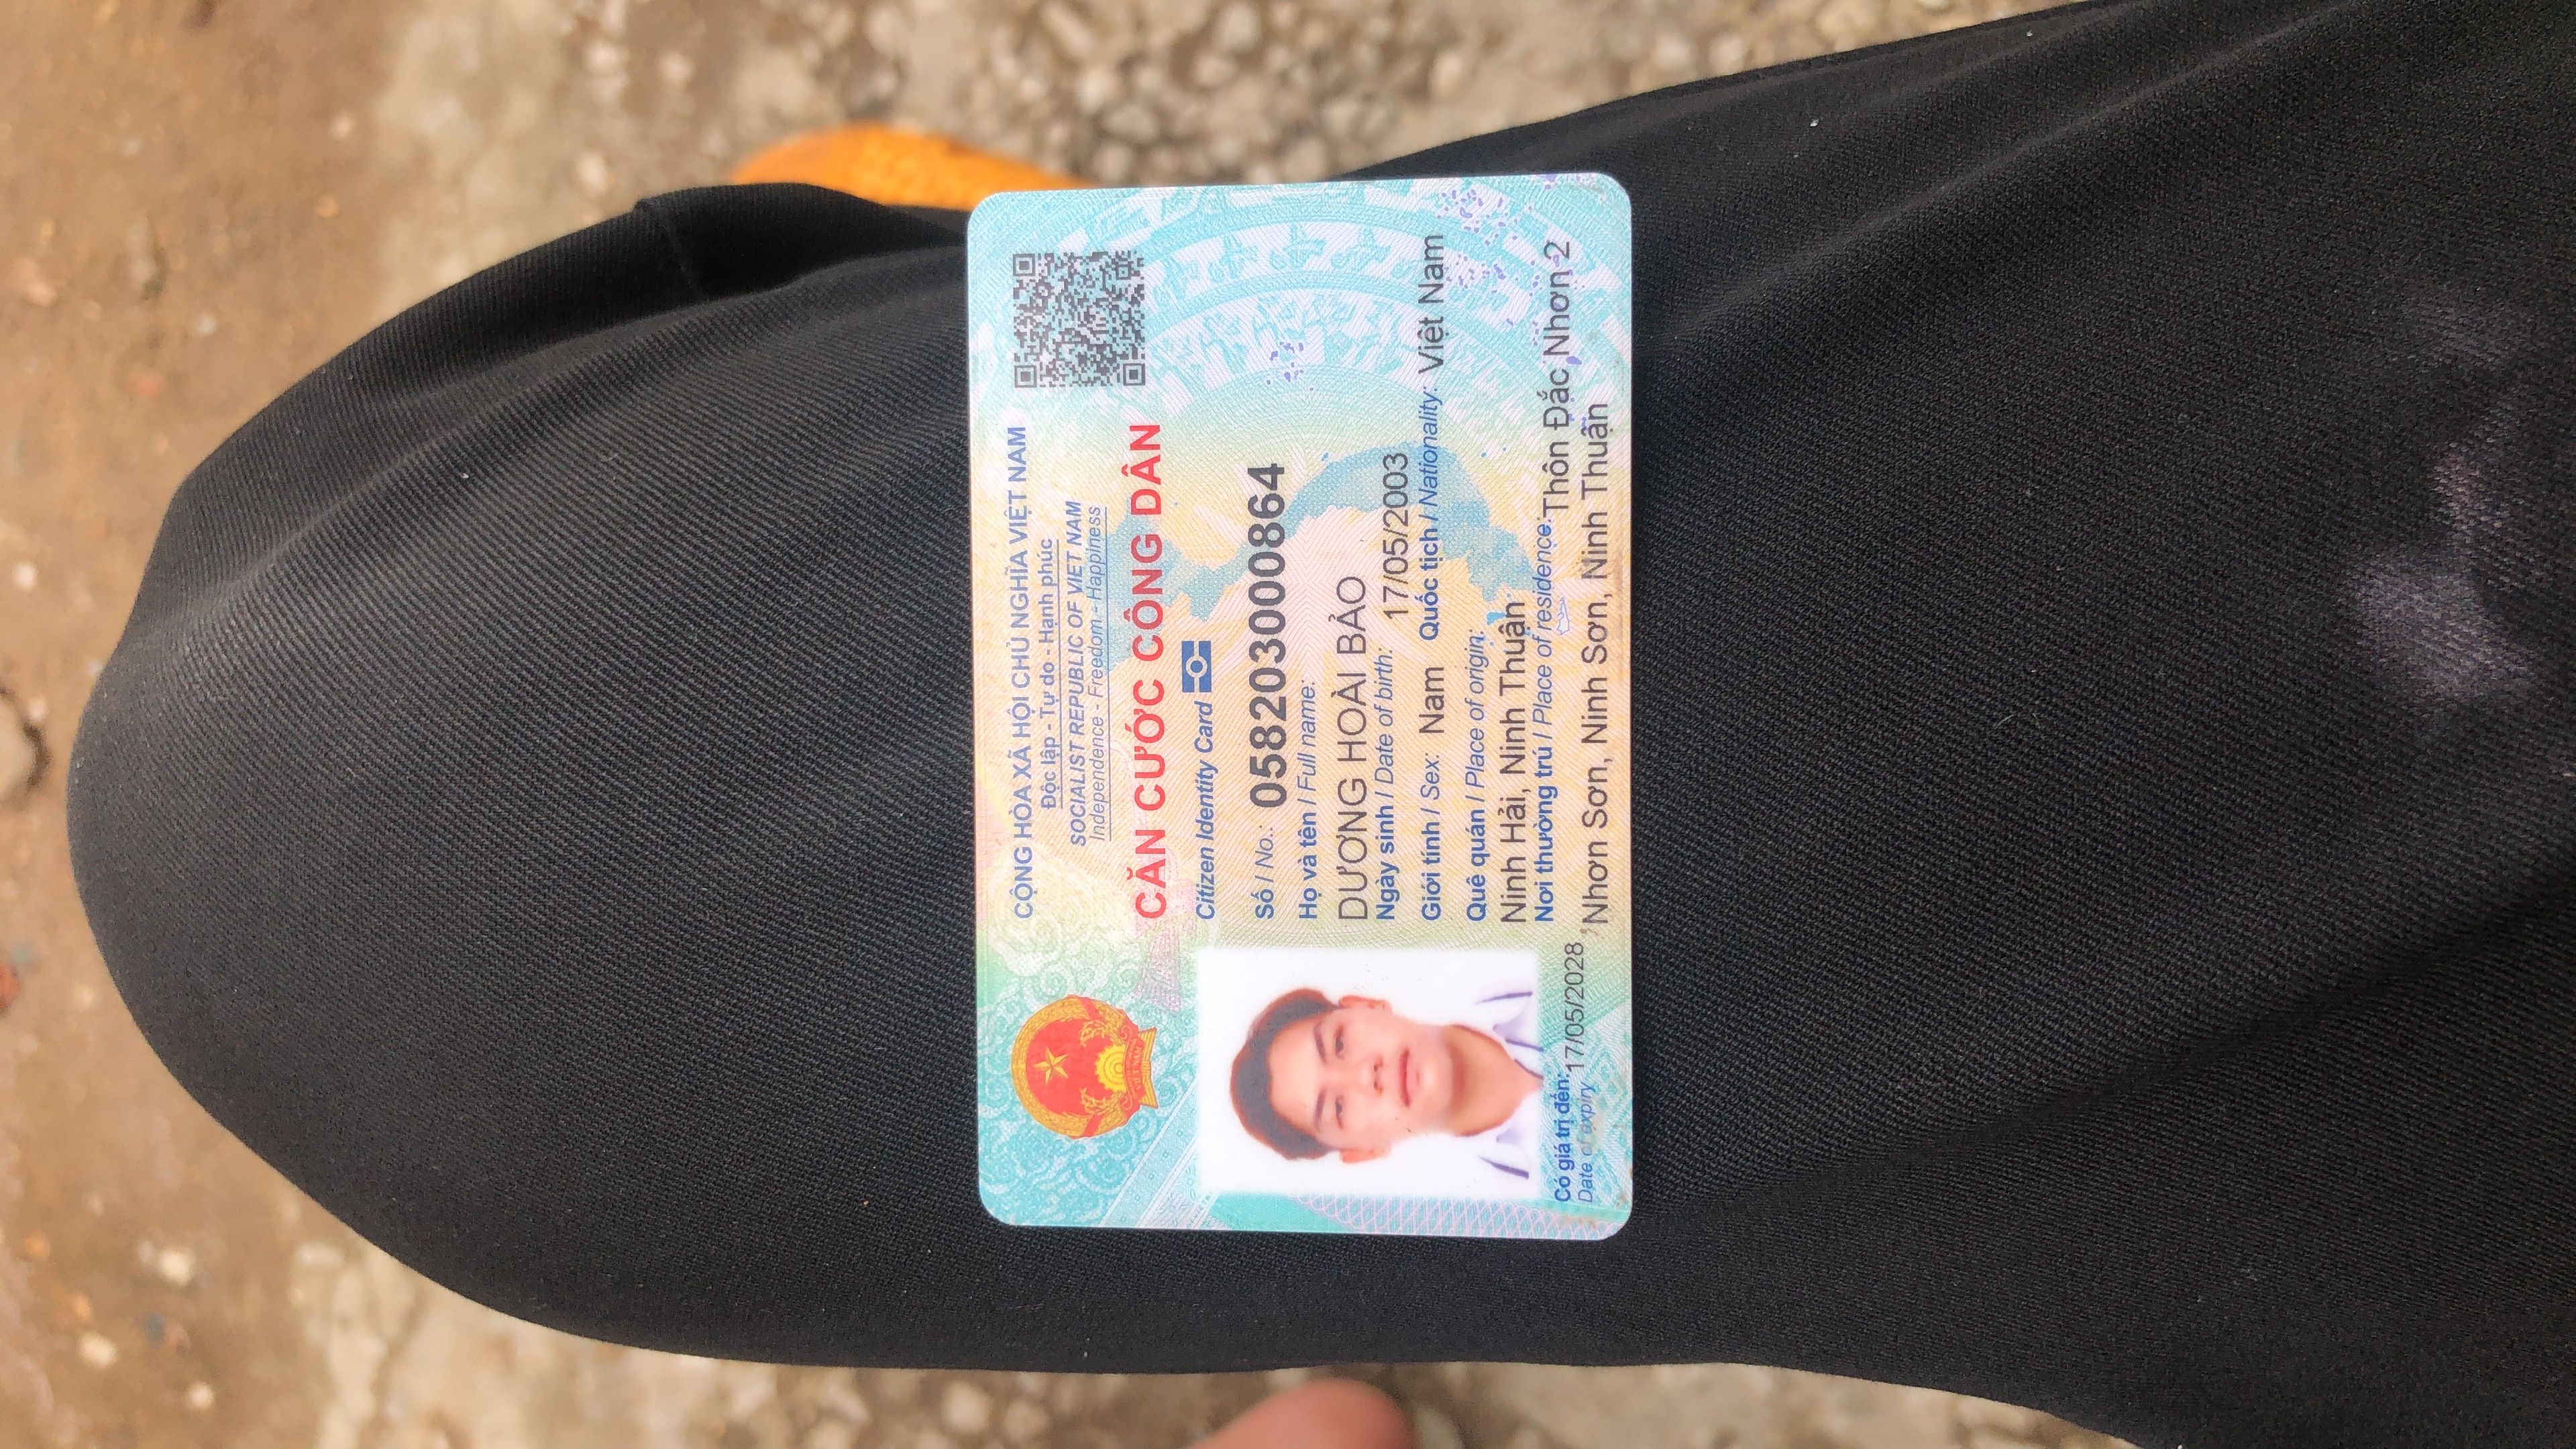 CỘNG HÒA XÃ HỘI CHỦ NGHĨA VIỆT NAM
Độc lập - Tự do - Hạnh phúc
SOCIALIST REPUBLIC OF VIET NAM
Independence - Freedom - Happiness
CĂN CƯỚC CÔNG DÂN
Citizen Identity Card
VIỆT NAM
Số / No.: 058203000864
Họ và tên / Full name:
DƯƠNG HOÀI BẢO
Ngày sinh / Date of birth: 17/05/2003
Giới tính / Sex: Nam Quốc tịch / Nationality: Việt Nam
Quê quán / Place of origin:
Ninh Hải, Ninh Thuận
Nơi thường trú / Place of residence: Thôn Đắc Nhơn 2
Nhơn Sơn, Ninh Sơn, Ninh Thuận
Có giá trị đến: 17/05/2028
Date of expiry